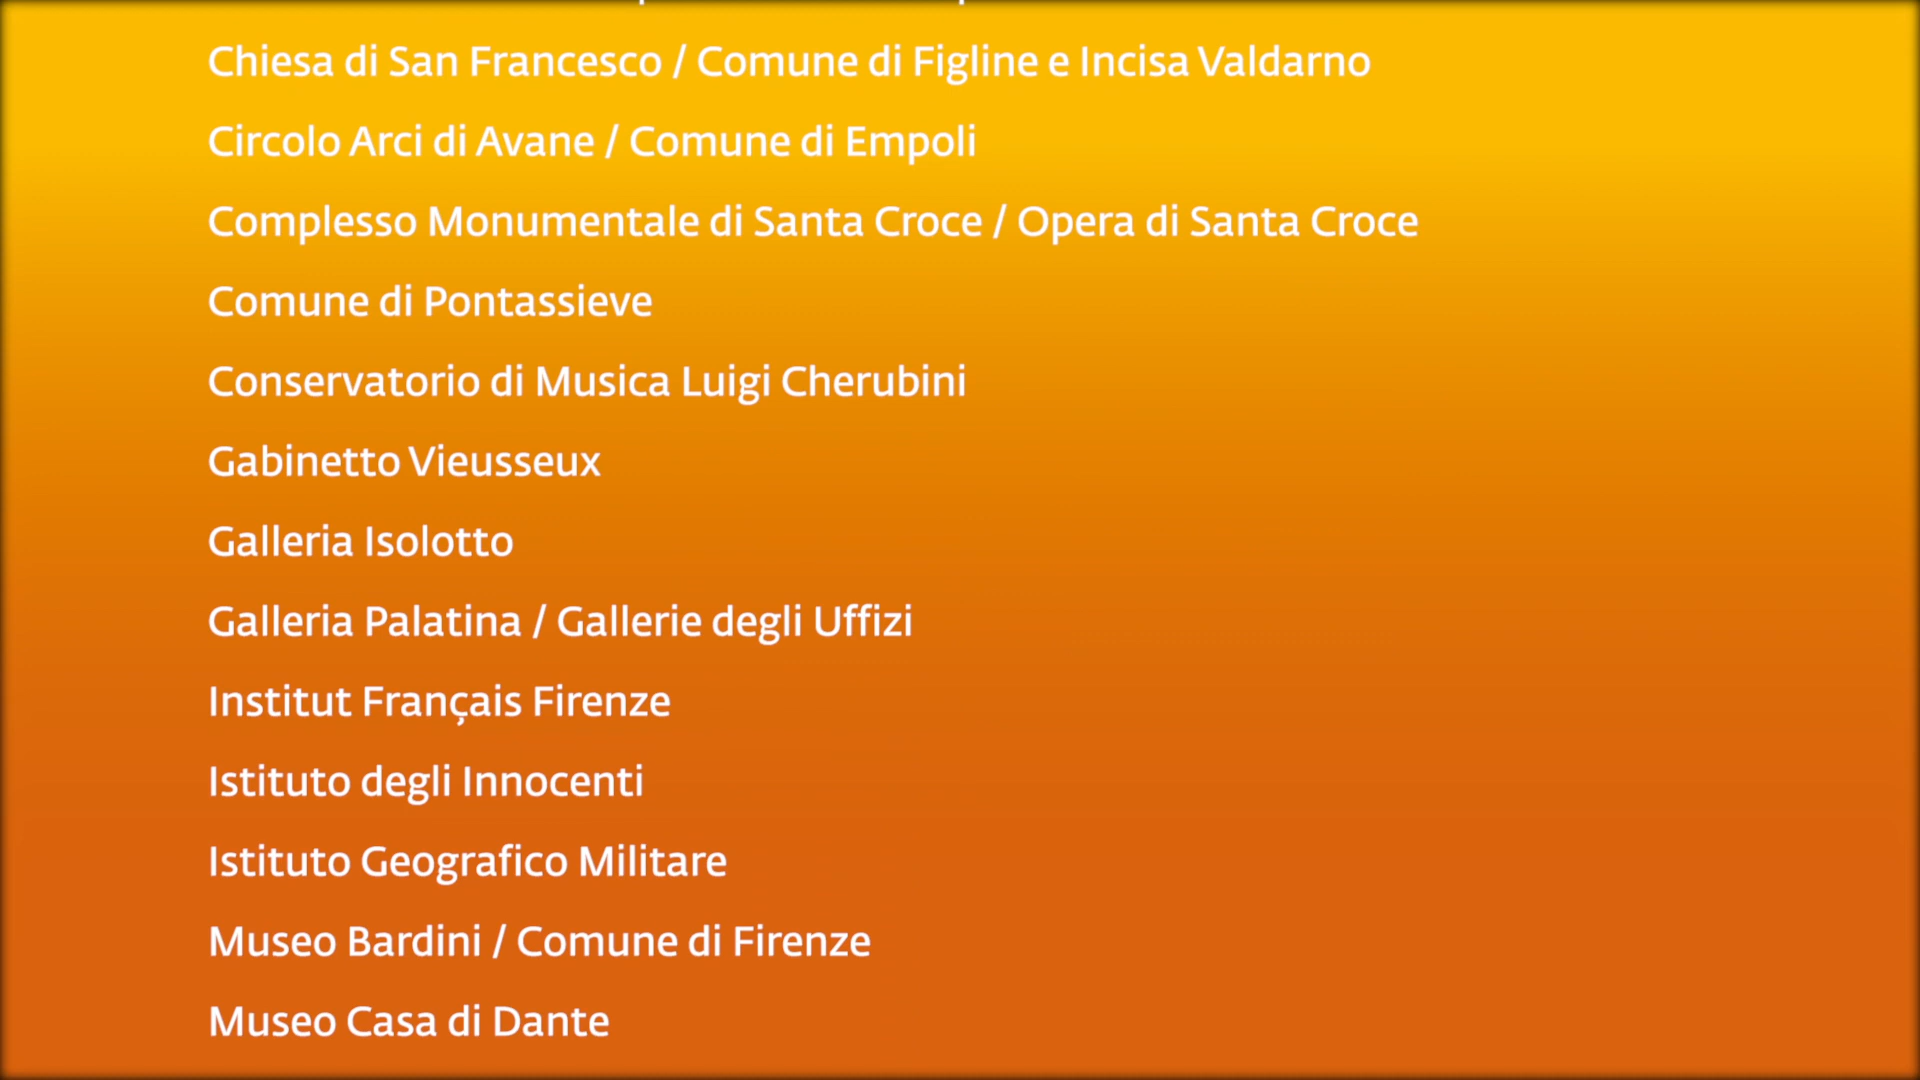 Chiesa di San Francesco / Comune di Figline e Incisa Valdarno
Circolo Arci di Avane / Comune di Empoli
Complesso Monumentale di Santa Croce / Opera di Santa Croce
Comune di Pontassieve
Conservatorio di Musica Luigi Cherubini
Gabinetto Vieusseux
Galleria Isolotto
Galleria Palatina / Gallerie degli Uffizi
Institut Français Firenze
Istituto degli Innocenti
Istituto Geografico Militare
Museo Bardini / Comune di Firenze
Museo Casa di Dante